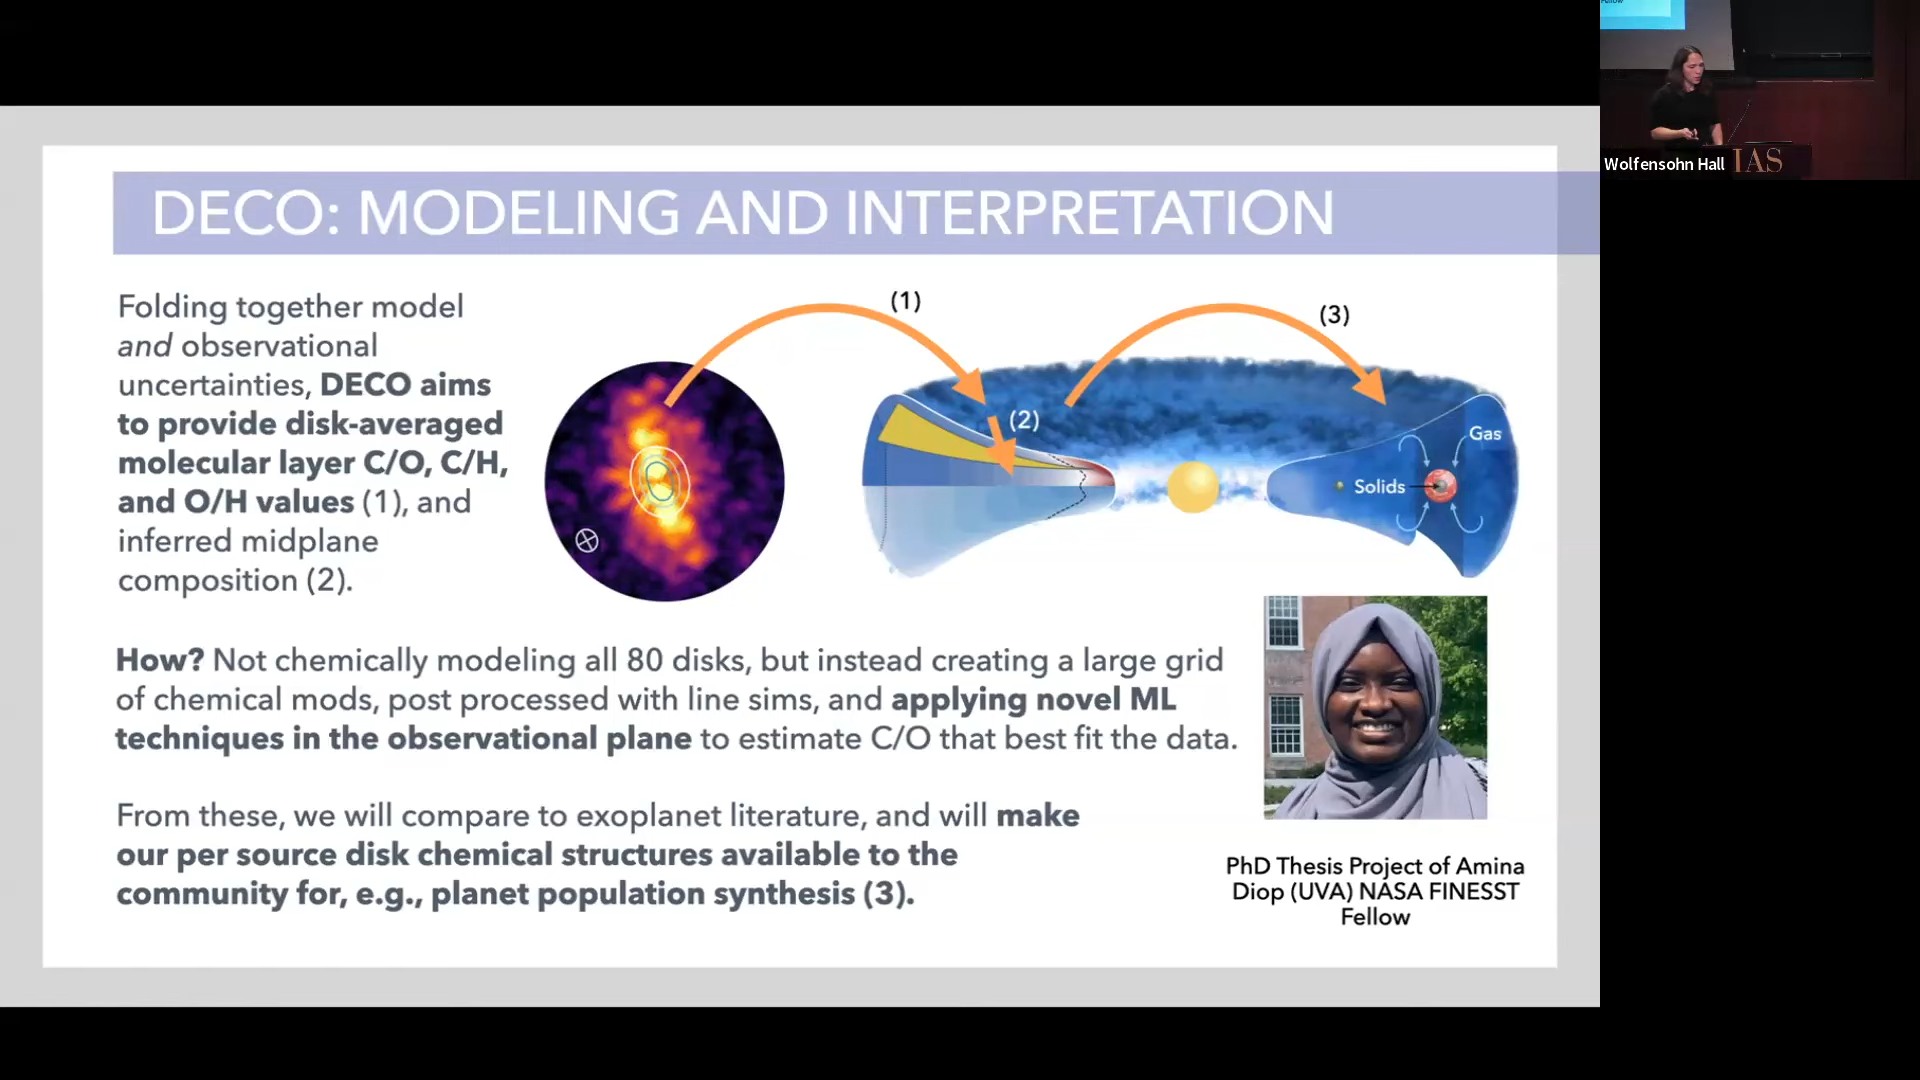 Fellow
Wolfensohn Hall
IAS
DECO: MODELING AND INTERPRETATION
Folding together model
and observational
uncertainties, DECO aims
to provide disk-averaged
molecular layer C/O, C/H,
and O/H values (1), and
inferred midplane
composition (2).
(1)
(2)
(3)
Gas
Solids
How? Not chemically modeling all 80 disks, but instead creating a large grid
of chemical mods, post processed with line sims, and applying novel ML
techniques in the observational plane to estimate C/O that best fit the data.
From these, we will compare to exoplanet literature, and will make
our per source disk chemical structures available to the
community for, e.g., planet population synthesis (3).
PhD Thesis Project of Amina
Diop (UVA) NASA FINESST
Fellow